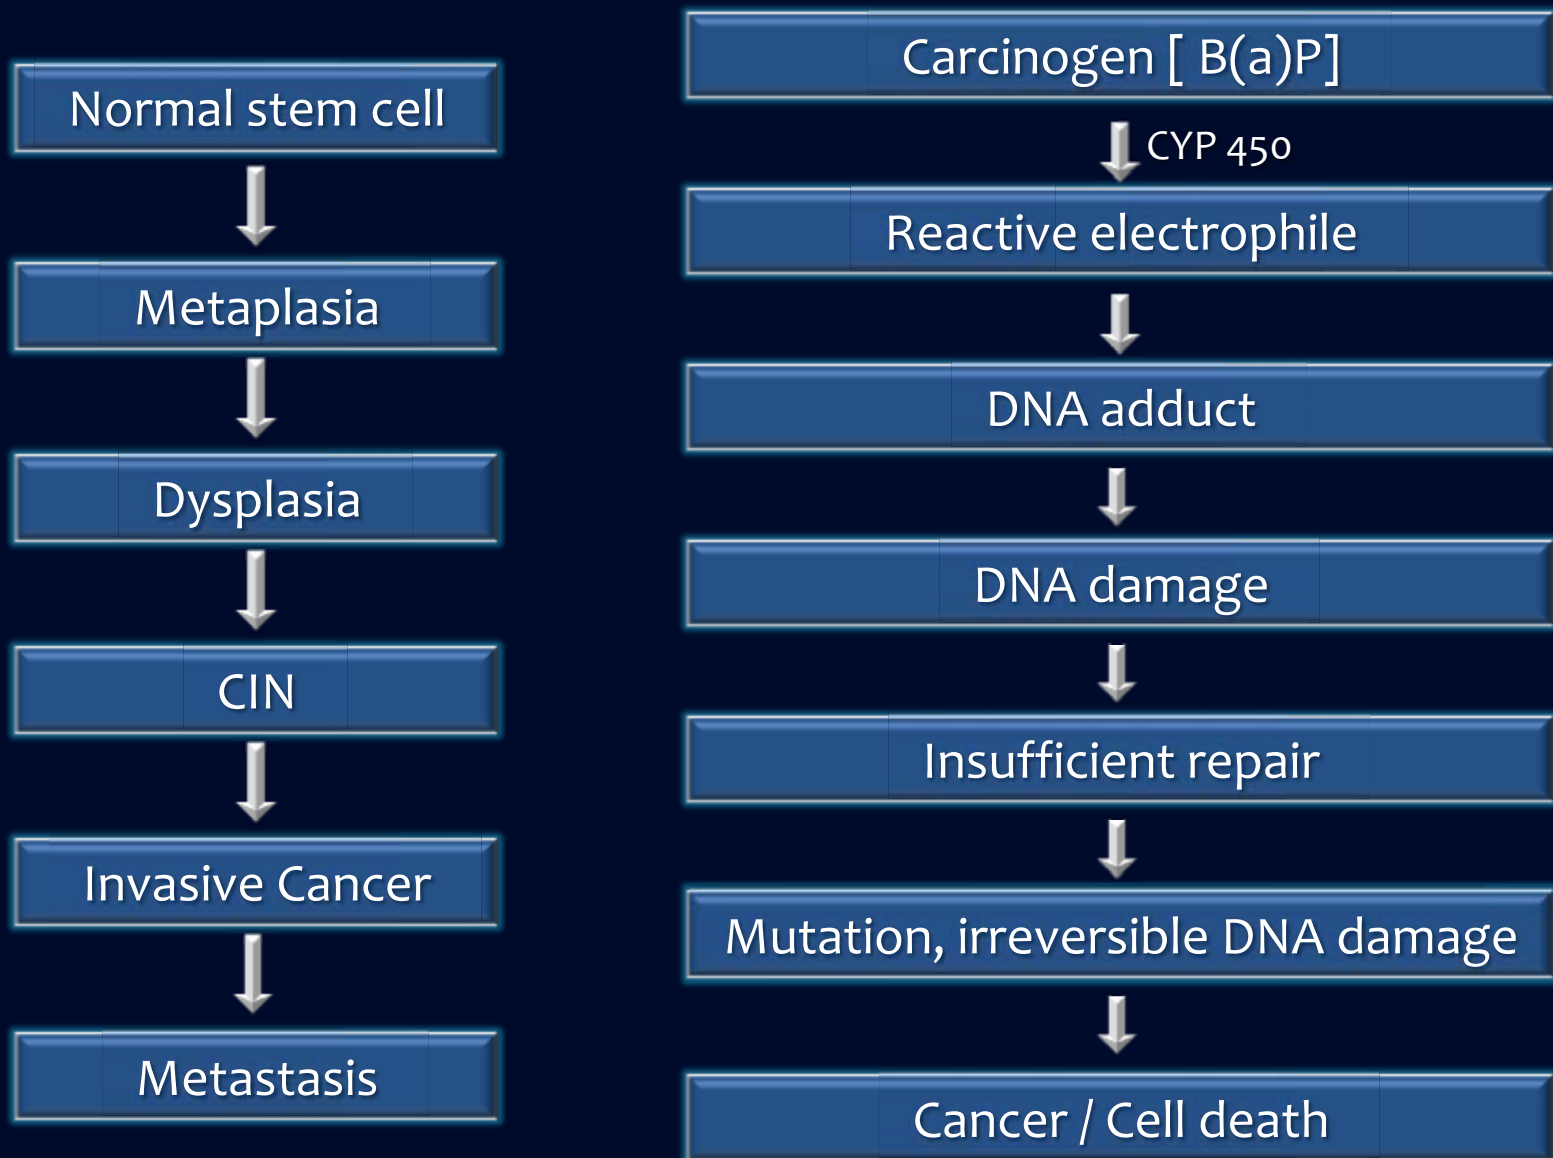 Normal stem cell
Metaplasia
Dysplasia
CIN
Invasive Cancer
Metastasis
Carcinogen [ B(a)P]
CYP 450
Reactive electrophile
DNA adduct
DNA damage
Insufficient repair
Mutation, irreversible DNA damage
Cancer / Cell death